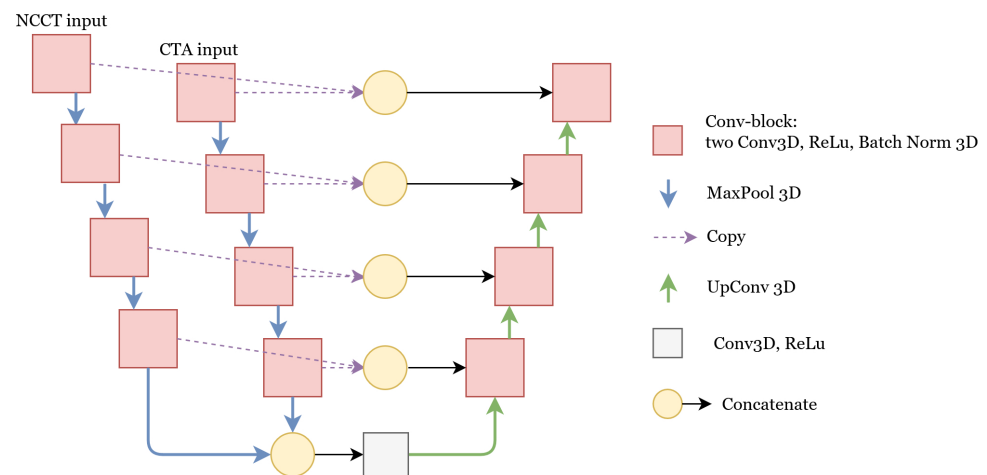 NCCT input
CTA input
Conv-block:
two Conv3D, ReLu, Batch Norm 3D
MaxPool 3D
Copy
UpConv 3D
Conv3D, ReLu
Concatenate